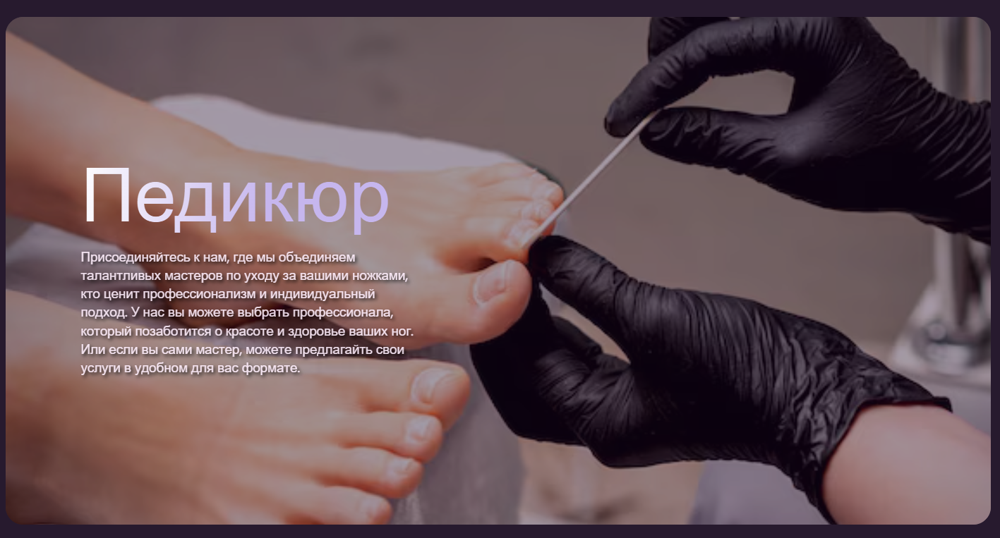 Педикюр
Присоединяйтесь к нам, где мы объединяем
талантливых мастеров по уходу за вашими ножками,
кто ценит профессионализм и индивидуальный
подход. У нас вы можете выбрать профессионала,
который позаботится о красоте и здоровье ваших ног.
Или если вы сами мастер, можете предлагайть свои
услуги в удобном для вас формате.